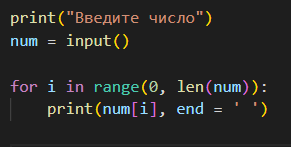 print("Введите число")
num = input()

for i in range(0, len(num)):
    print(num[i], end = ' ')